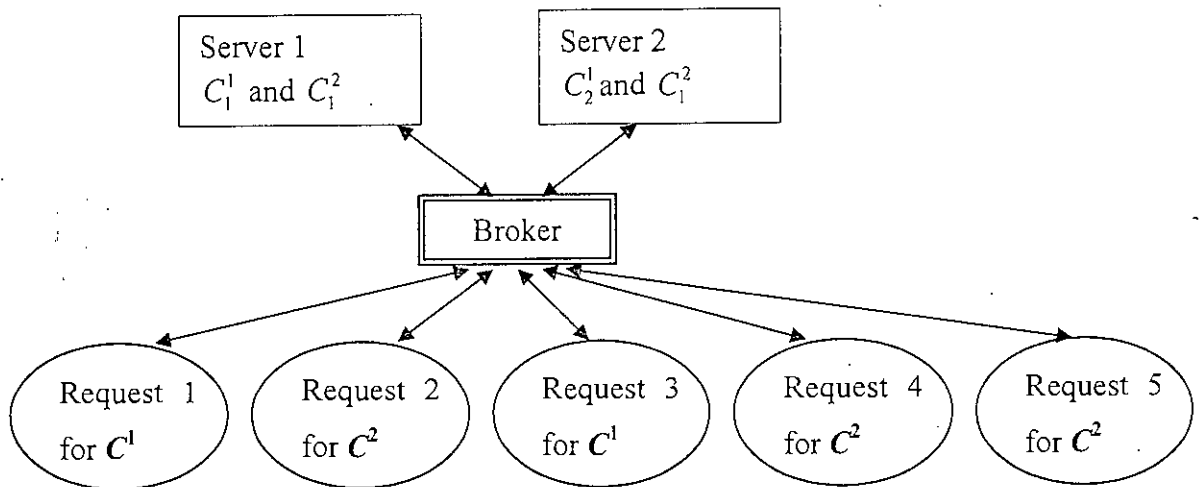 Server 1
C₁¹ and C₁²
Server 2
C₂¹ and C₁²
Broker
Request 1
for C¹
Request 2
for C²
Request 3
for C¹
Request 4
for C²
Request 5
for C²